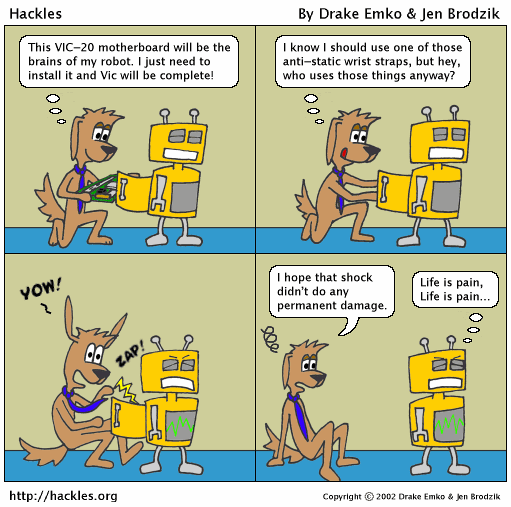 Hackles
By Drake Emko & Jen Brodzik
This VIC-20 motherboard will be the
brains of my robot. I just need to
install it and Vic will be complete!
I know I should use one of those
anti-static wrist straps, but hey,
who uses those things anyway?
YOW!
ZAP!
I hope that shock
didn't do any
permanent damage.
Life is pain,
Life is pain...
http://hackles.org
Copyright © 2002 Drake Emko & Jen Brodzik